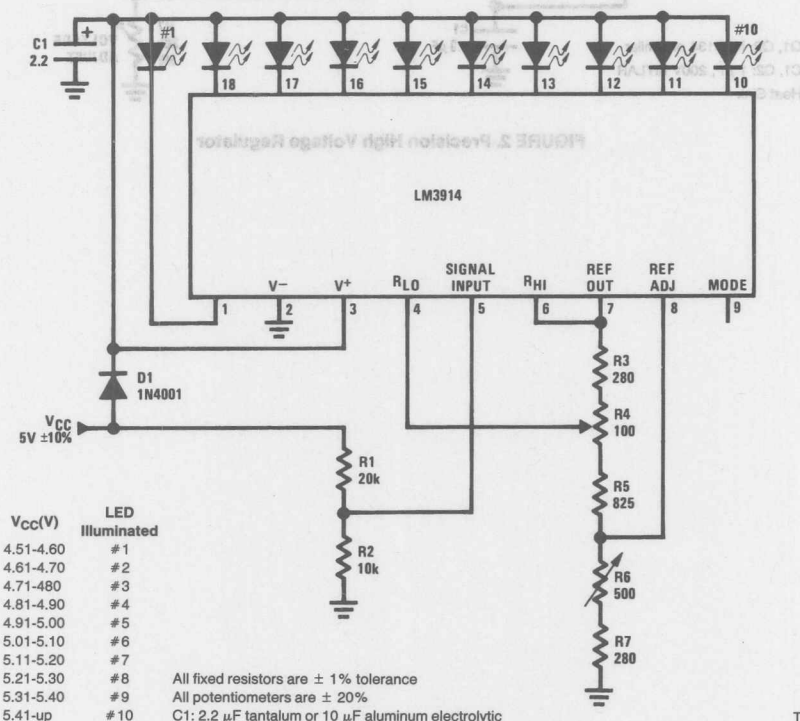 #1
#10
C1
2.2
+
18
17
16
15
14
13
12
11
10
FIGURE 2. Precision High Voltage Regulator
LM3914
V−
V+
RLO
SIGNAL
INPUT
RHI
REF
OUT
REF
ADJ
MODE
1
2
3
4
5
6
7
8
9
D1
1N4001
VCC
5V ±10%
R1
20k
R2
10k
R3
280
R4
100
R5
825
R6
500
R7
280
VCC(V) LED
Illuminated
4.51-4.60 #1
4.61-4.70 #2
4.71-480 #3
4.81-4.90 #4
4.91-5.00 #5
5.01-5.10 #6
5.11-5.20 #7
5.21-5.30 #8
5.31-5.40 #9
5.41-up #10
All fixed resistors are ± 1% tolerance
All potentiometers are ± 20%
C1: 2.2 μF tantalum or 10 μF aluminum electrolytic